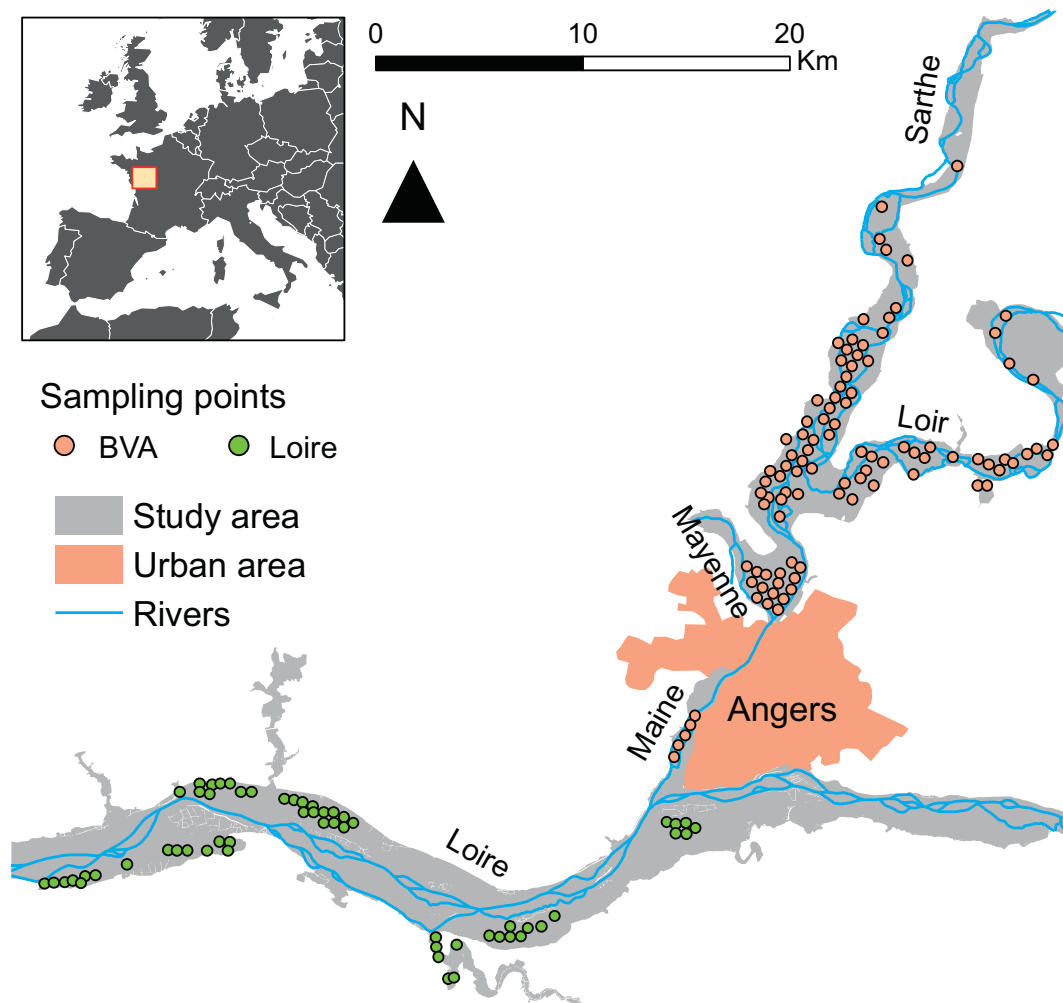 0 10 20
Km
N
Sarthe
Sampling points
BVA Loire
Loir
Study area
Mayenne
Urban area
Rivers
Maine
Angers
Loire